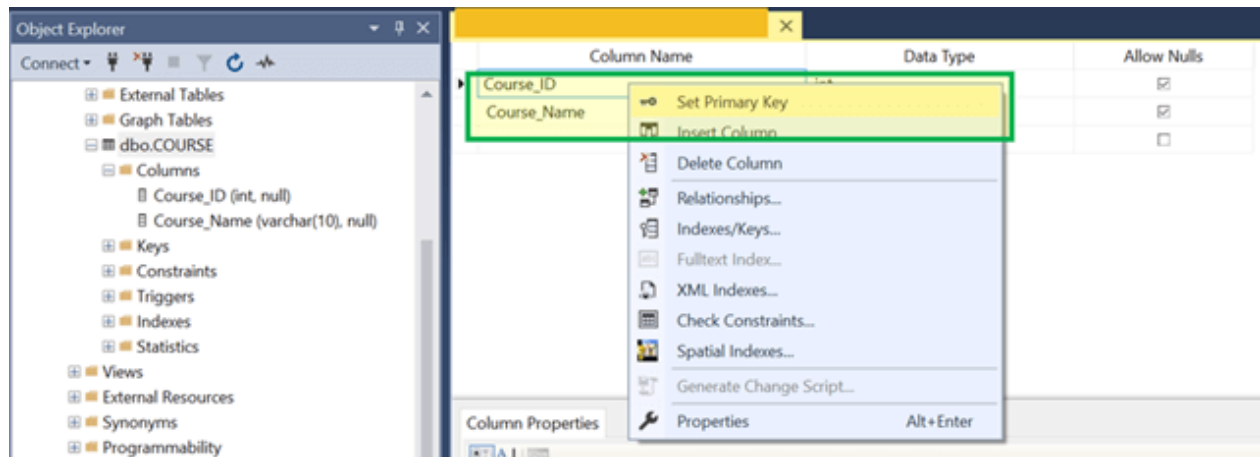 Object Explorer
Connect
External Tables
Graph Tables
dbo.COURSE
Columns
Course_ID (int, null)
Course_Name (varchar(10), null)
Keys
Constraints
Triggers
Indexes
Statistics
Views
External Resources
Synonyms
Programmability
Column Name Data Type Allow Nulls
Course_ID int
Course_Name
Set Primary Key
Insert Column
Delete Column
Relationships...
Indexes/Keys...
Fulltext Index...
XML Indexes...
Check Constraints...
Spatial Indexes...
Generate Change Script...
Properties Alt+Enter
Column Properties